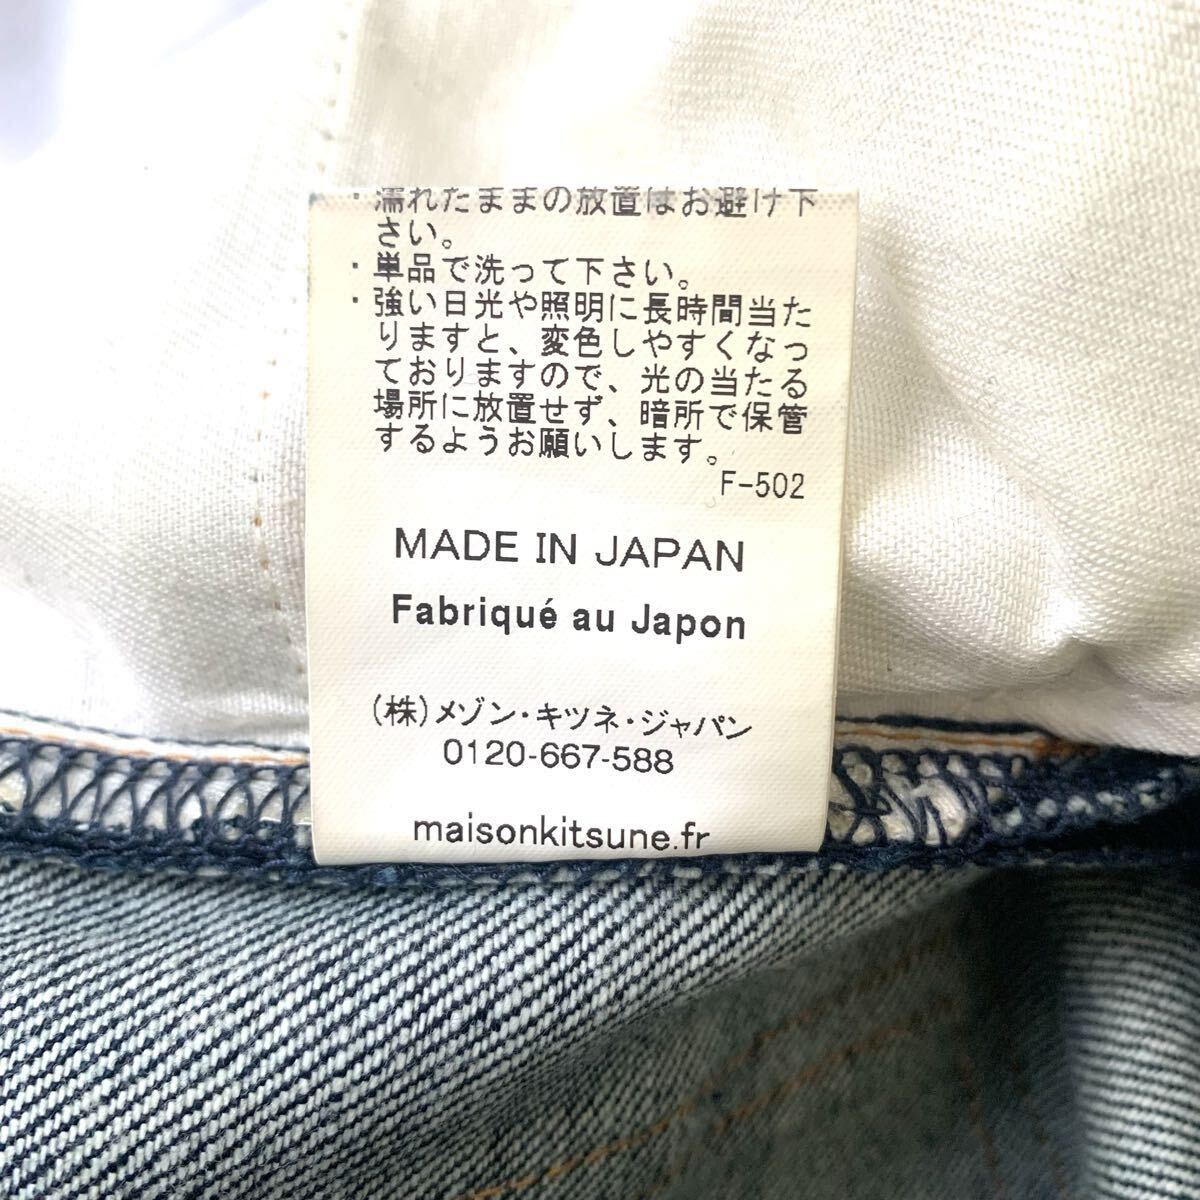 ・濡れたままの放置はお避け下
さい。
・単品で洗って下さい。
・強い日光や照明に長時間当た
りますと、変色しやすくなっ
ておりますので、光の当たる
場所に放置せず、暗所で保管
するようお願いします。
F-502
MADE IN JAPAN
Fabriqué au Japon
(株)メゾン・キツネ・ジャパン
0120-667-588
maisonkitsune.fr